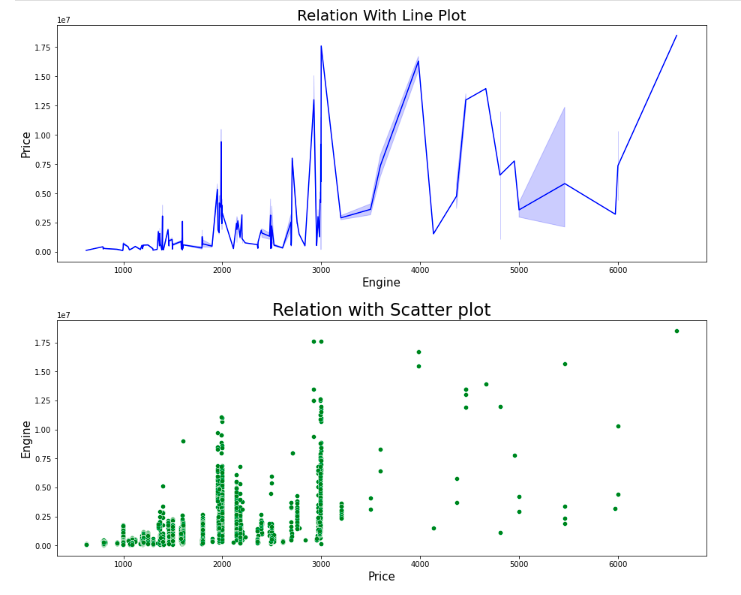 Relation With Line Plot
1e7
1.75
1.50
1.25
1.00
0.75
0.50
0.25
0.00
Price
1000 2000 3000 4000 5000 6000
Engine
Relation with Scatter plot
1e7
1.75
1.50
1.25
1.00
0.75
0.50
0.25
0.00
Engine
1000 2000 3000 4000 5000 6000
Price